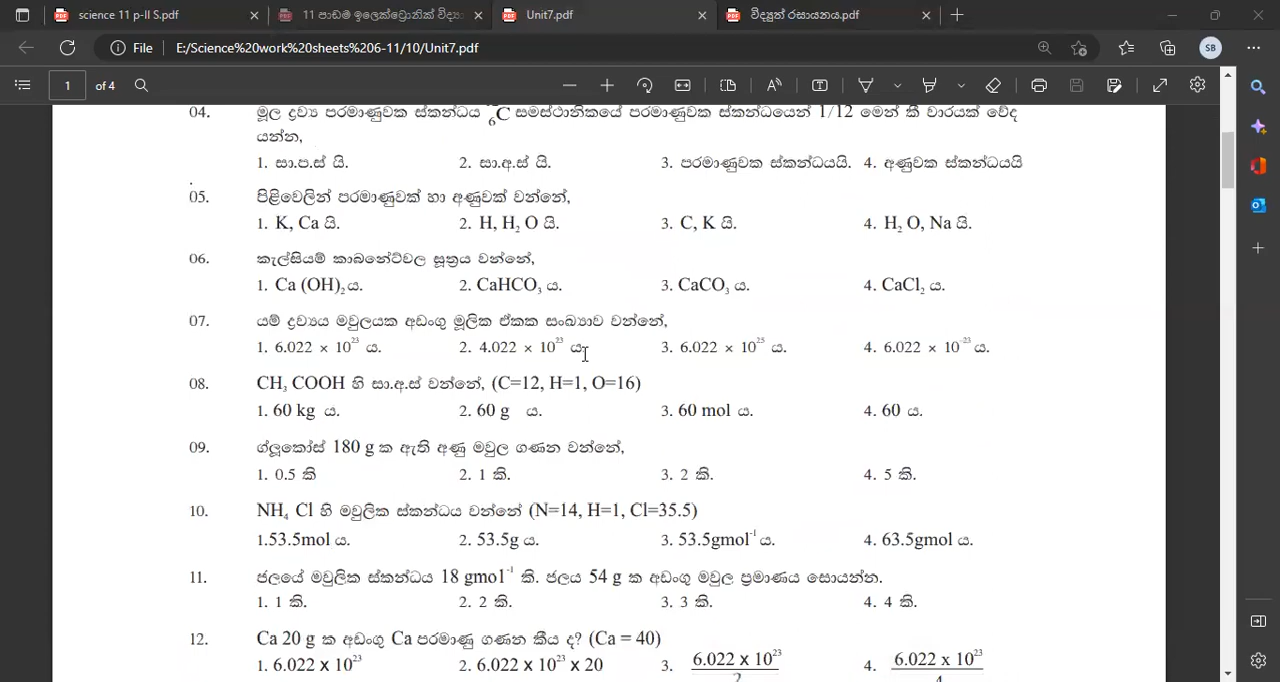 science 11 p-II S.pdf
11 පාඩම ඉලෙක්ට්‍රොනික් විද්‍යා
Unit7.pdf
විද්‍යුත් රසායනය.pdf
File E:/Science%20work%20sheets%206-11/10/Unit7.pdf
SB
1 of 4
04. මූල ද්‍රව්‍ය පරමාණුවක ස්කන්ධය ₆C සමස්ථානිකයේ පරමාණුවක ස්කන්ධයෙන් 1/12 මෙන් කී වාරයක් වේද
යන්න,
1. සා.ප.ස් යි. 2. සා.අ.ස් යි. 3. පරමාණුවක ස්කන්ධයයි. 4. අණුවක ස්කන්ධයයි
.
05. පිළිවෙලින් පරමාණුවක් හා අණුවක් වන්නේ,
1. K, Ca යි. 2. H, H₂ O යි. 3. C, K යි. 4. H₂ O, Na යි.
06. කැල්සියම් කාබනේට්වල සූත්‍රය වන්නේ,
1. Ca (OH)₂ ය. 2. CaHCO₃ ය. 3. CaCO₃ ය. 4. CaCl₂ ය.
07. යම් ද්‍රව්‍යය මවුලයක අඩංගු මූලික ඒකක සංඛ්‍යාව වන්නේ,
1. 6.022 × 10²³ ය. 2. 4.022 × 10²³ ය. 3. 6.022 × 10²⁵ ය. 4. 6.022 × 10⁻²³ ය.
08. CH₃ COOH හි සා.අ.ස් වන්නේ, (C=12, H=1, O=16)
1. 60 kg ය. 2. 60 g ය. 3. 60 mol ය. 4. 60 ය.
09. ග්ලූකෝස් 180 g ක ඇති අණු මවුල ගණන වන්නේ,
1. 0.5 කි 2. 1 කි. 3. 2 කි. 4. 5 කි.
10. NH₄ Cl හි මවුලික ස්කන්ධය වන්නේ (N=14, H=1, Cl=35.5)
1.53.5mol ය. 2. 53.5g ය. 3. 53.5gmol⁻¹ ය. 4. 63.5gmol ය.
11. ජලයේ මවුලික ස්කන්ධය 18 gmol⁻¹ කි. ජලය 54 g ක අඩංගු මවුල ප්‍රමාණය සොයන්න.
1. 1 කි. 2. 2 කි. 3. 3 කි. 4. 4 කි.
12. Ca 20 g ක අඩංගු Ca පරමාණු ගණන කීය ද? (Ca = 40)
1. 6.022 x 10²³ 2. 6.022 x 10²³ x 20 3. 6.022 x 10²³ / 2 4. 6.022 x 10²³ / 4